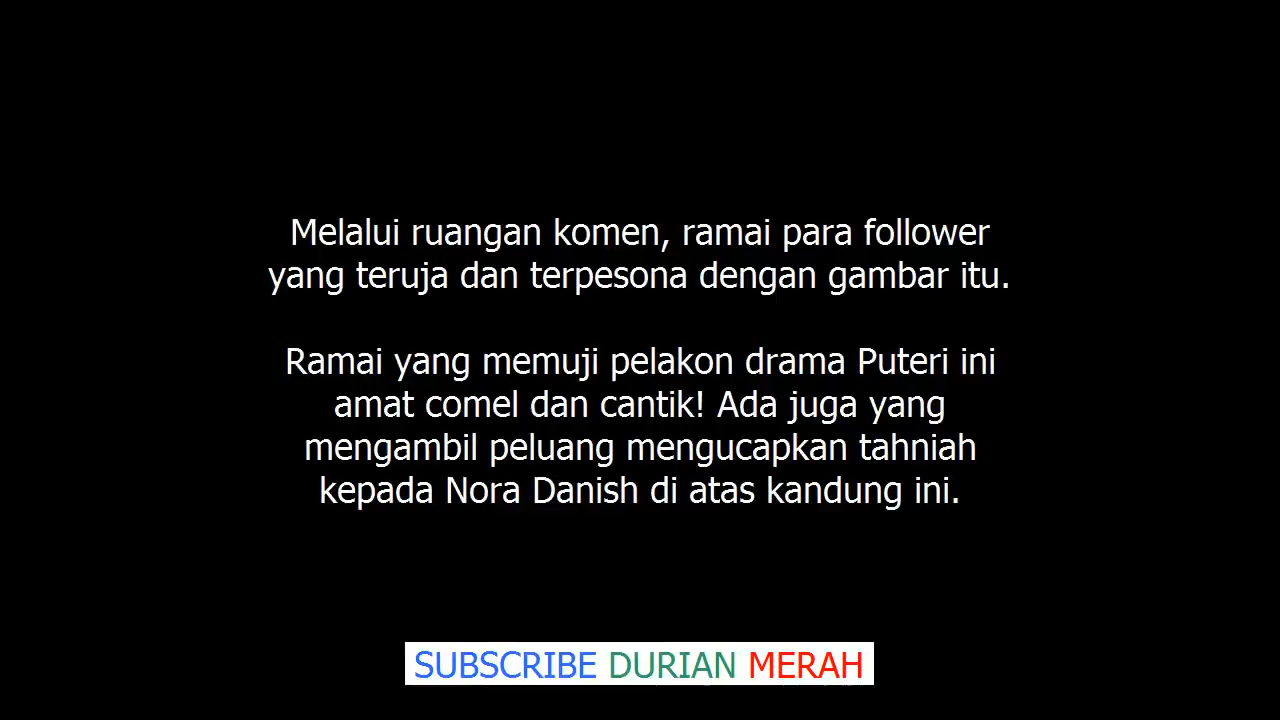 Melalui ruangan komen, ramai para follower
yang teruja dan terpesona dengan gambar itu.
Ramai yang memuji pelakon drama Puteri ini
amat comel dan cantik! Ada juga yang
mengambil peluang mengucapkan tahniah
kepada Nora Danish di atas kandung ini.
SUBSCRIBE DURIAN MERAH